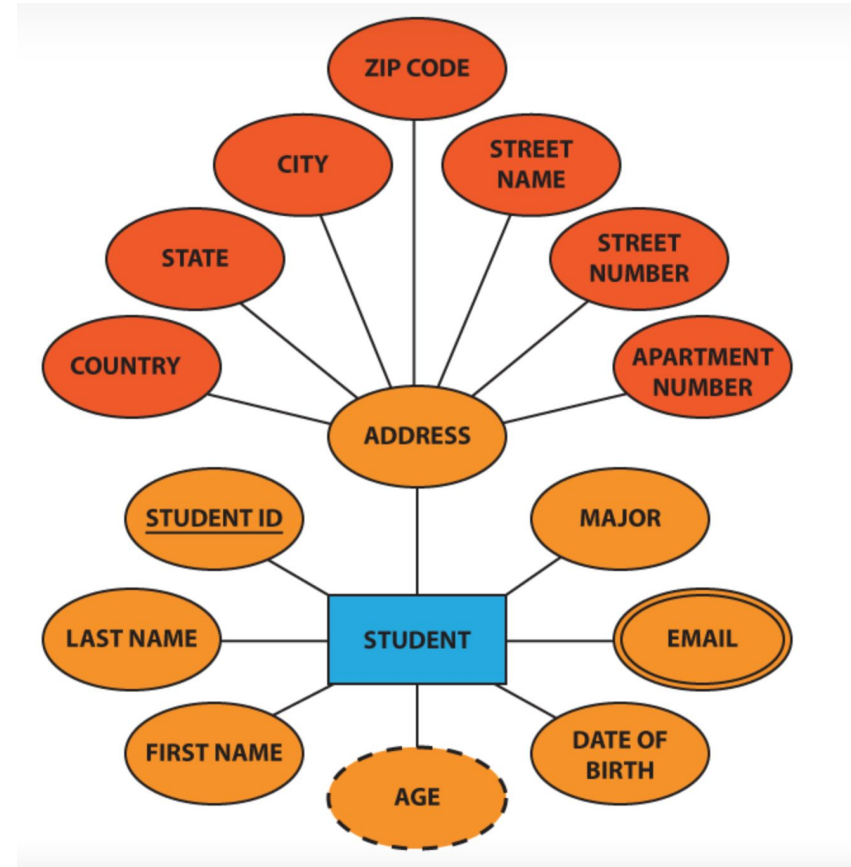 ZIP CODE
CITY
STREET
NAME
STATE
STREET
NUMBER
COUNTRY
APARTMENT
NUMBER
ADDRESS
STUDENT ID
MAJOR
LAST NAME
STUDENT
EMAIL
FIRST NAME
DATE OF
BIRTH
AGE